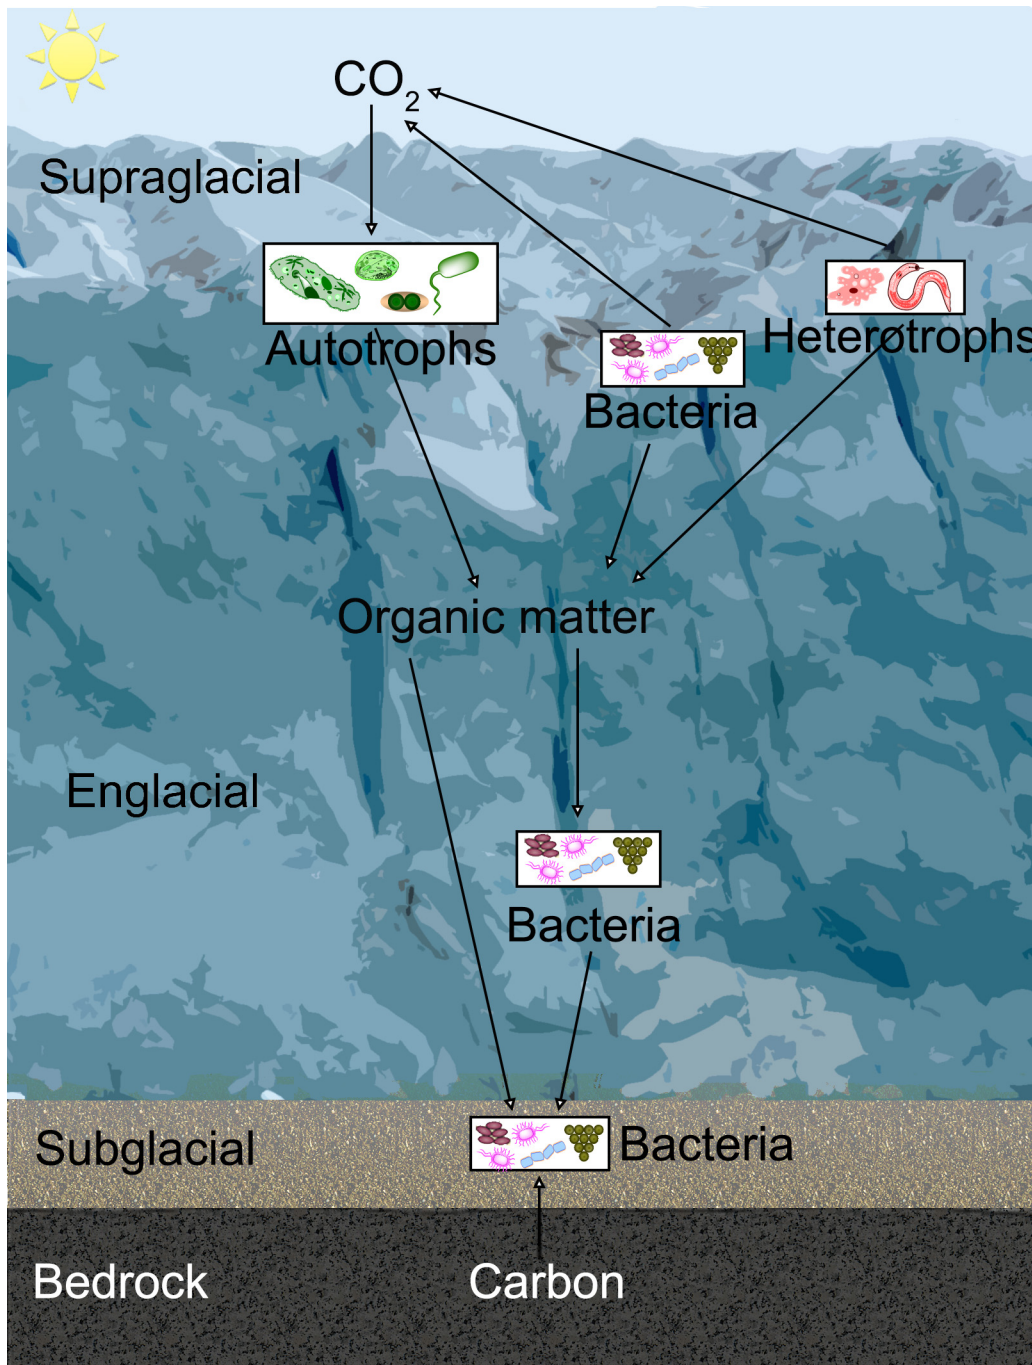 CO₂
Supraglacial
Autotrophs
Heterotrophs
Bacteria
Organic matter
Englacial
Bacteria
Subglacial
Bacteria
Bedrock
Carbon